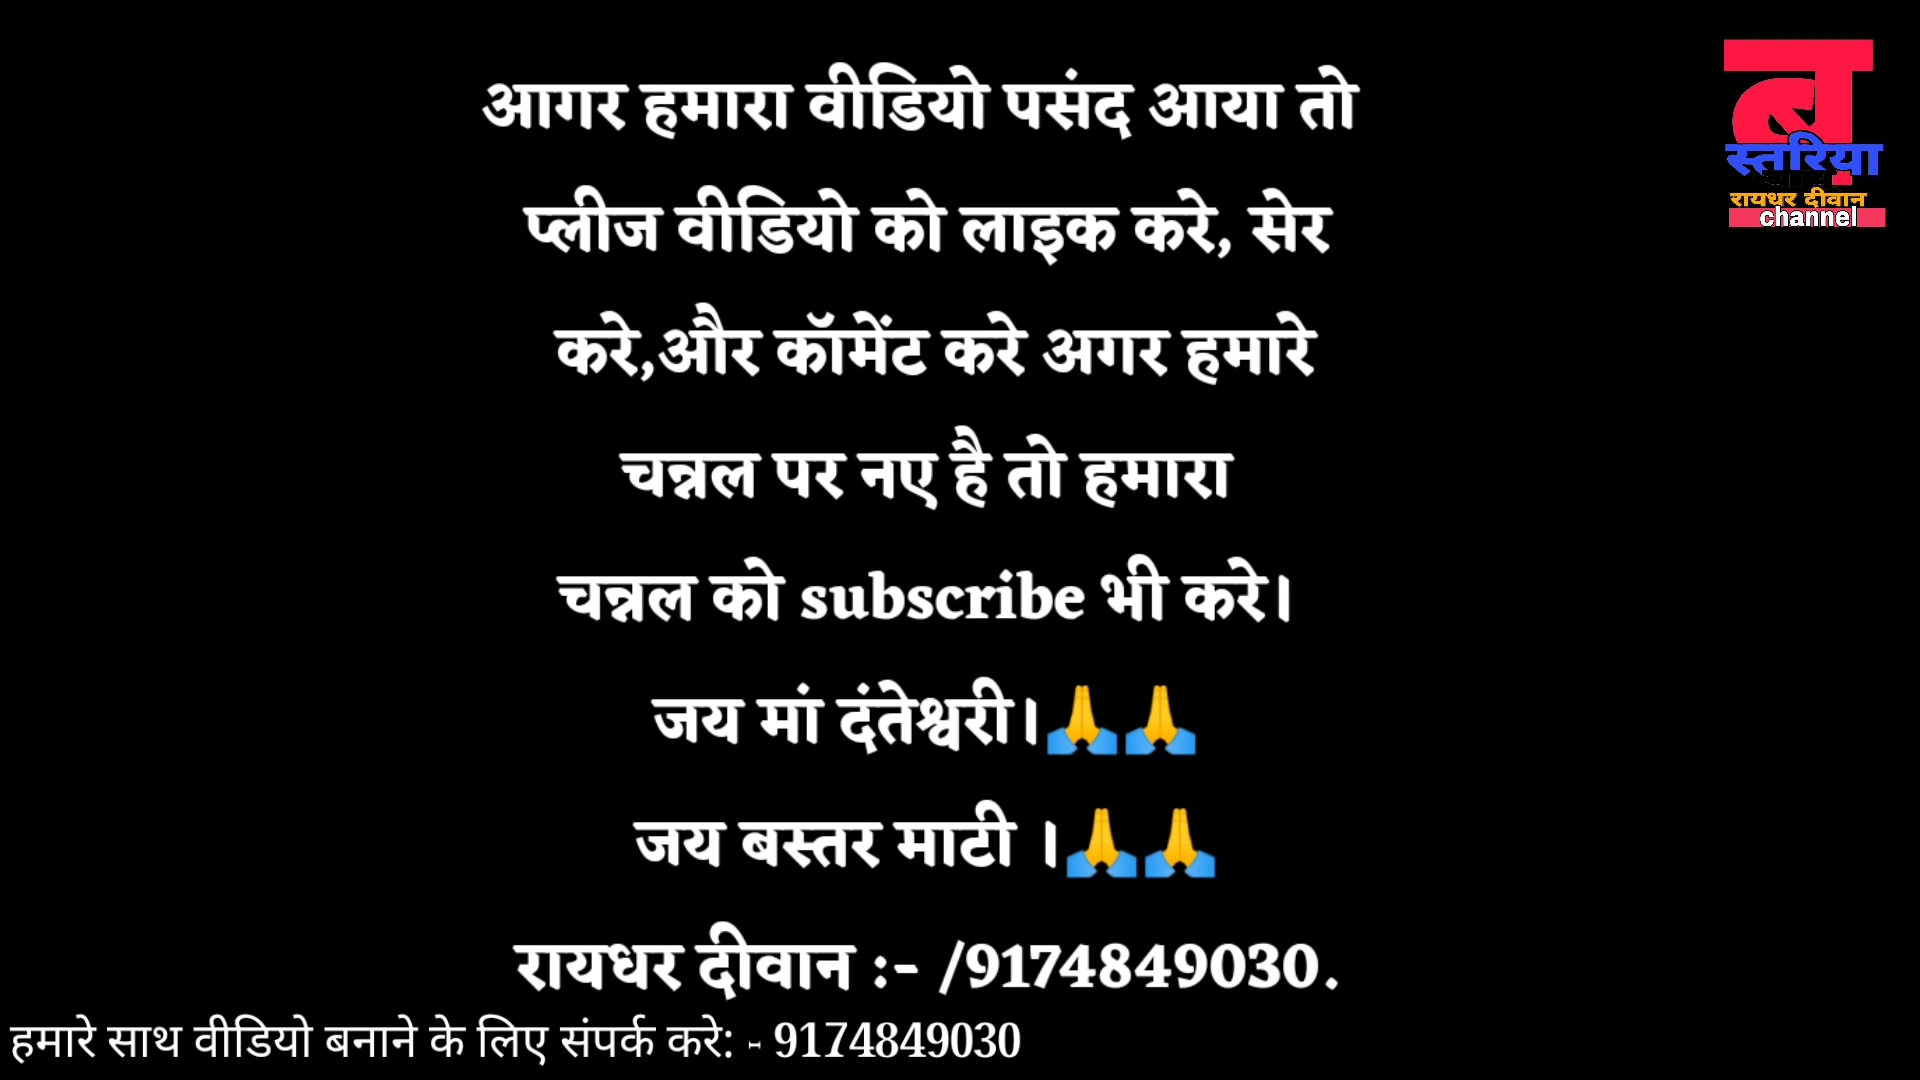 आगर हमारा वीडियो पसंद आया तो
प्लीज वीडियो को लाइक करे, सेर
करे,और कॉमेंट करे अगर हमारे
चन्नल पर नए है तो हमारा
चन्नल को subscribe भी करे।
जय मां दंतेश्वरी।🙏🙏
जय बस्तर माटी ।🙏🙏
रायधर दीवान :- /9174849030.
हमारे साथ वीडियो बनाने के लिए संपर्क करे: - 9174849030
ब
स्तरिया
रायधर दीवान
channel